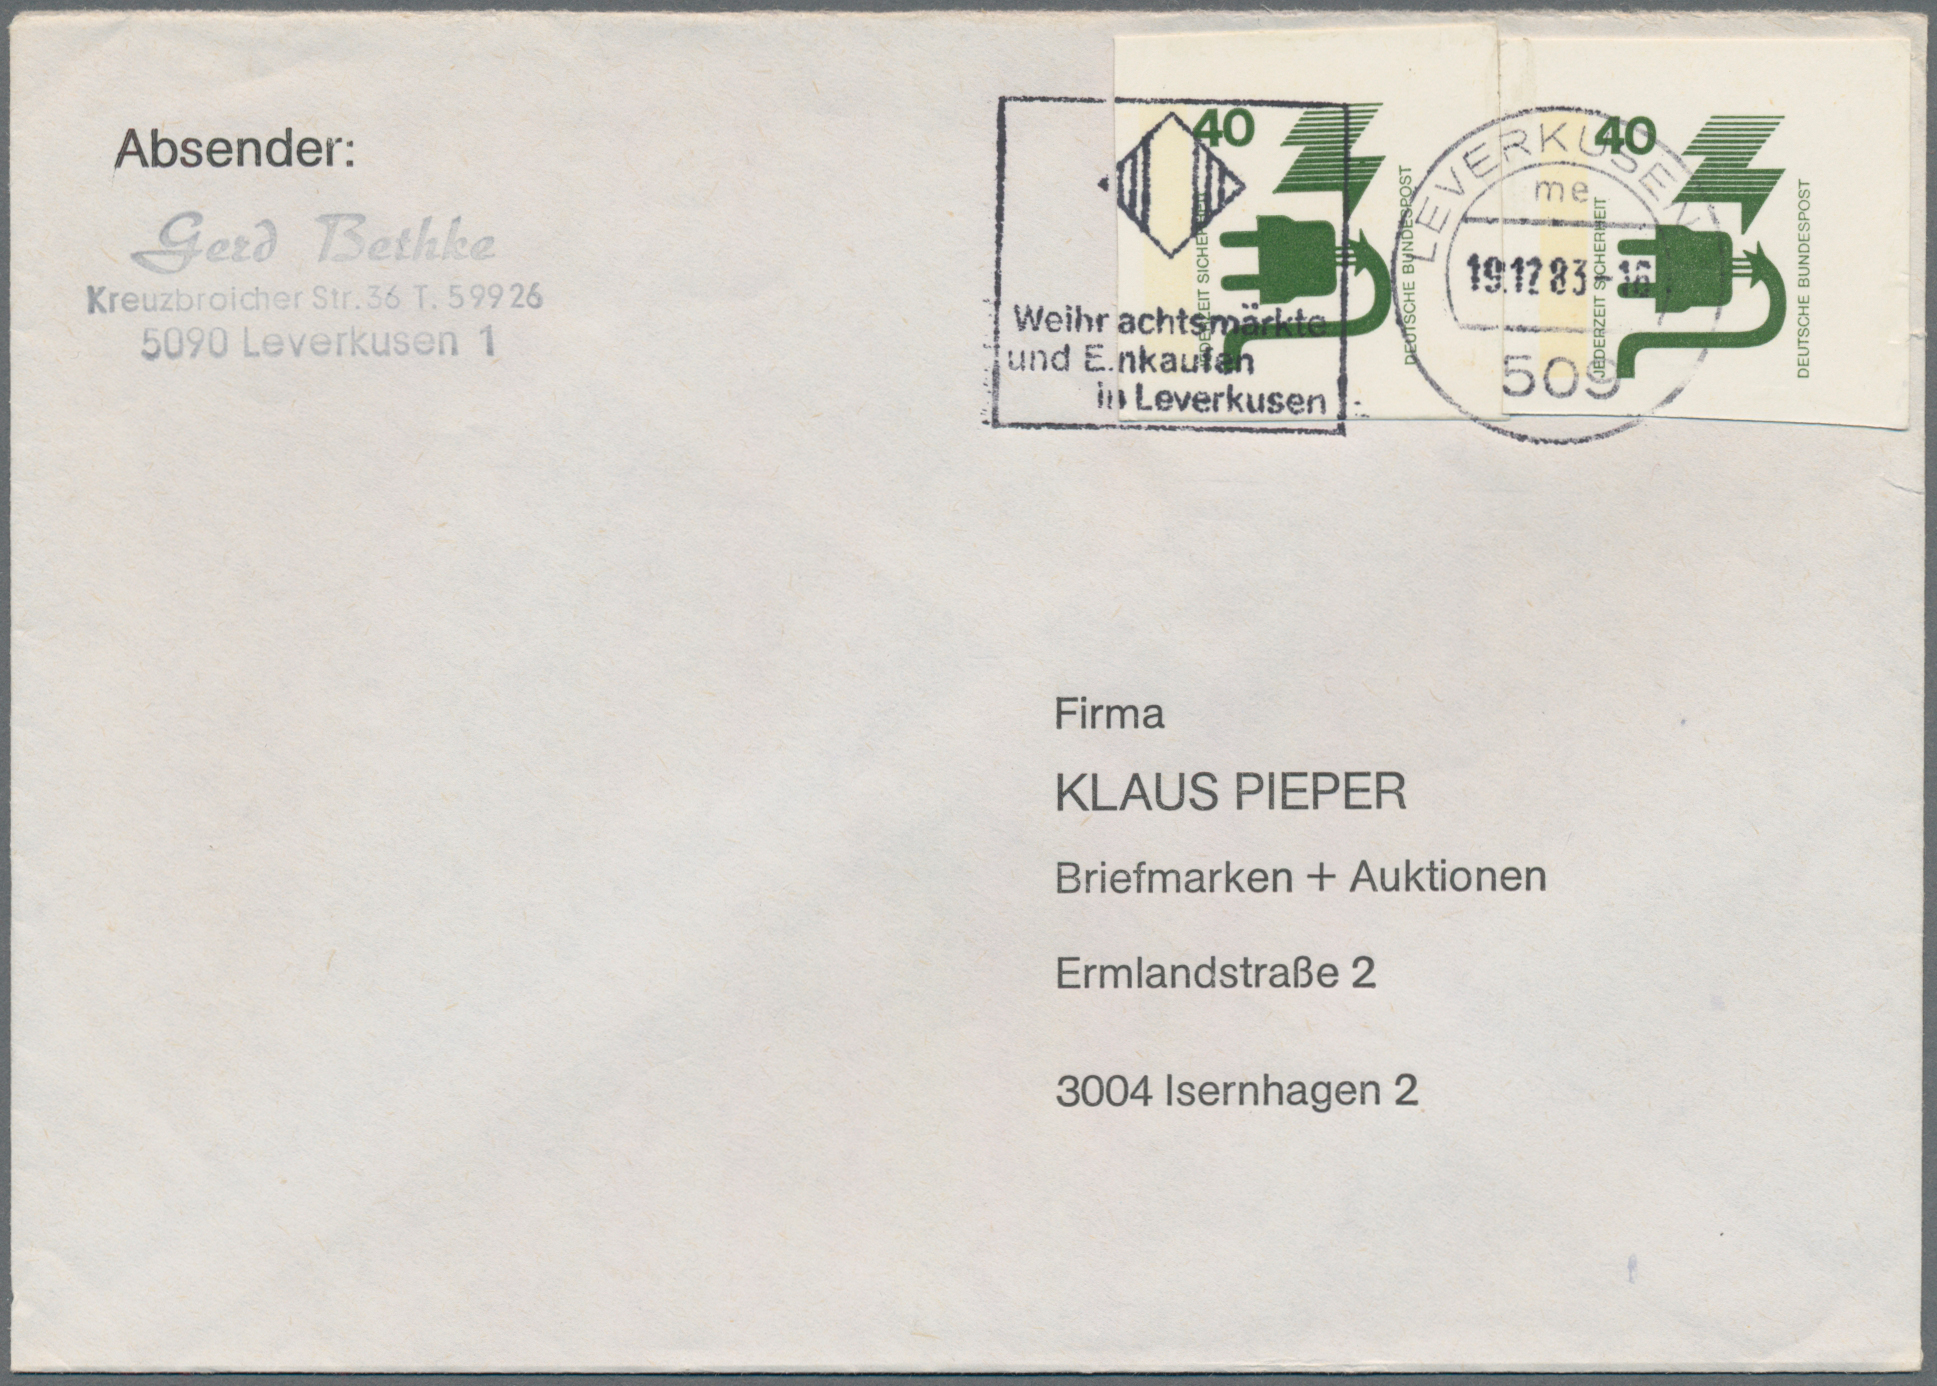 Absender:
Gerd Bethke
Kreuzbroicher Str. 36 T. 59926
5090 Leverkusen 1
40
JEDERZEIT SICHERHEIT
DEUTSCHE BUNDESPOST
40
JEDERZEIT SICHERHEIT
DEUTSCHE BUNDESPOST
Weihnachtsmärkte
und Einkaufen
in Leverkusen
LEVERKUSEN
me
19.12.83-16
509
Firma
KLAUS PIEPER
Briefmarken + Auktionen
Ermlandstraße 2
3004 Isernhagen 2